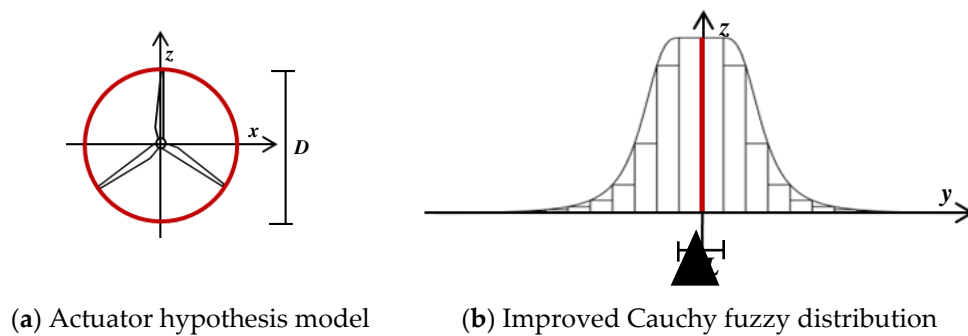 z
x
D
z
y
(a) Actuator hypothesis model
(b) Improved Cauchy fuzzy distribution